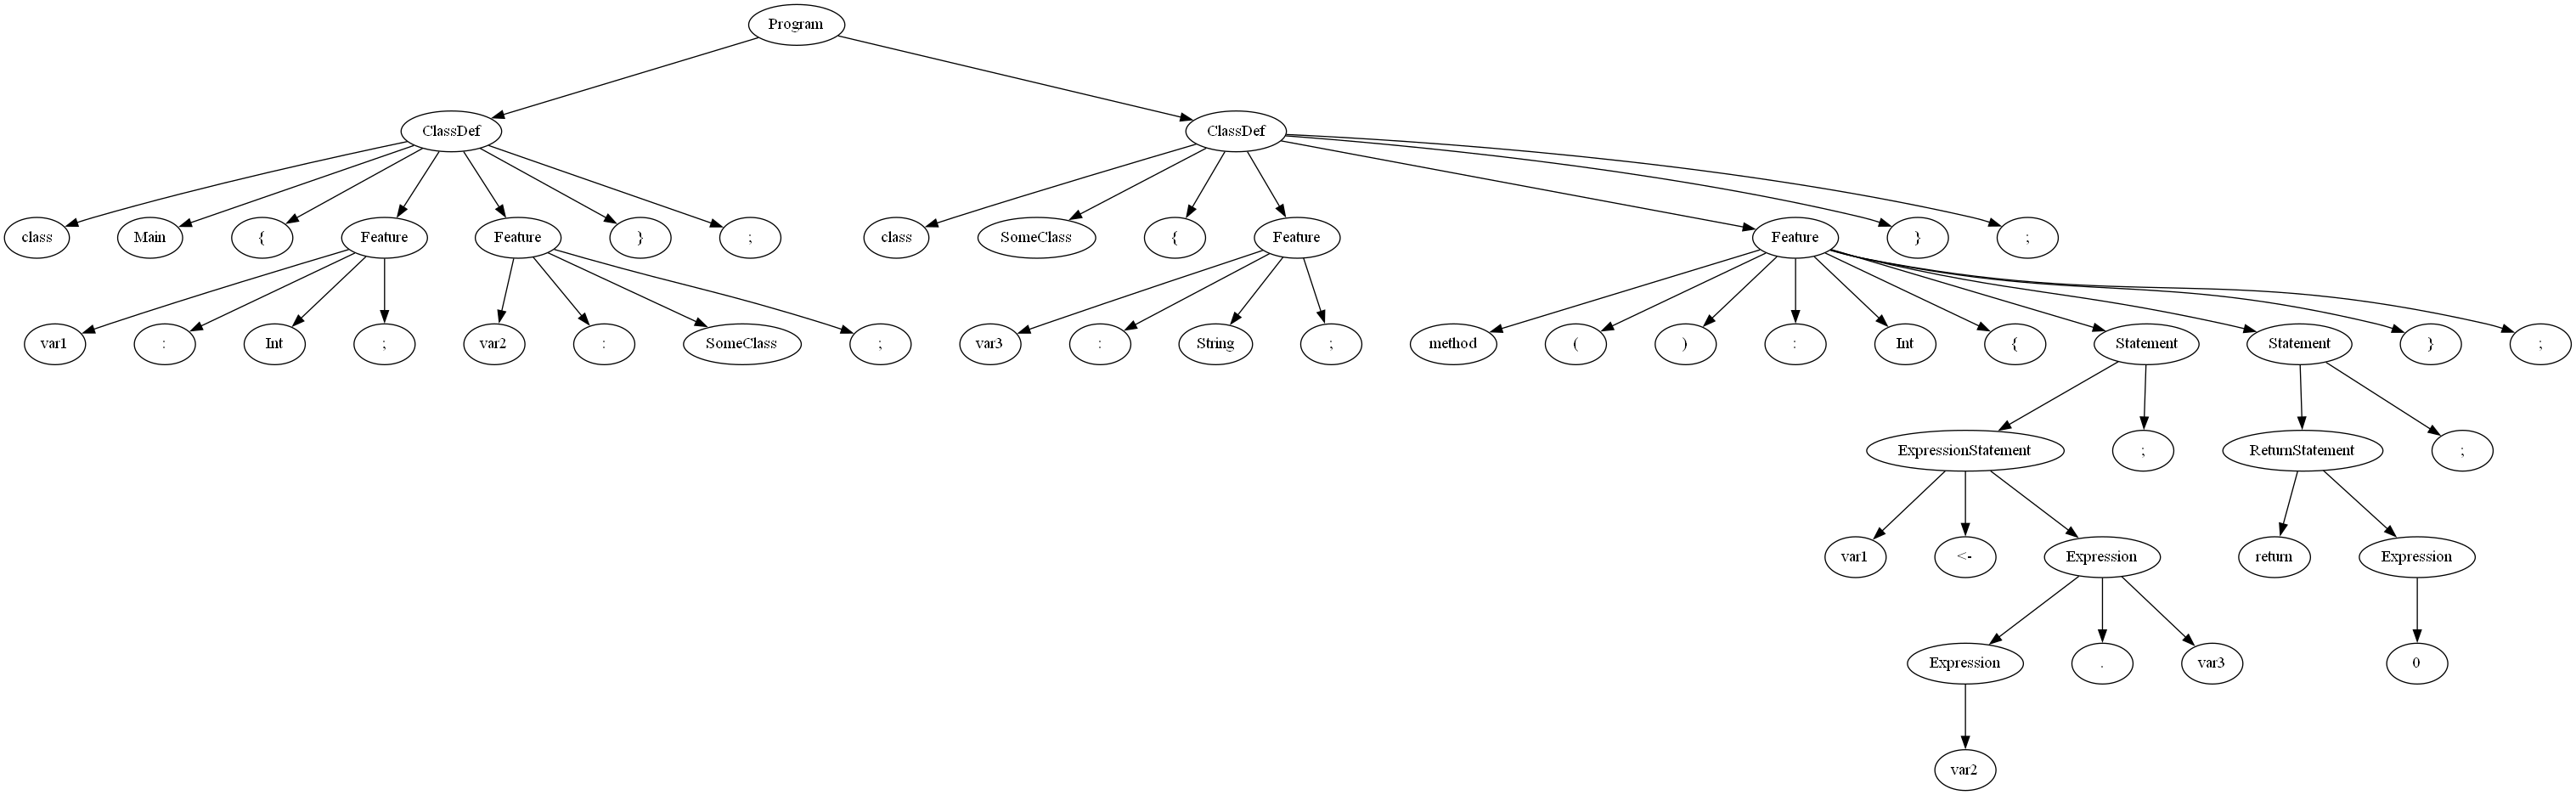 Program
ClassDef ClassDef
class Main { Feature Feature } ; class SomeClass { Feature Feature } ;
var1 : Int ; var2 : SomeClass ; var3 : String ; method ( ) : Int { Statement Statement } ;
ExpressionStatement ; ReturnStatement ;
var1 <- Expression return Expression
Expression . var3 0
var2